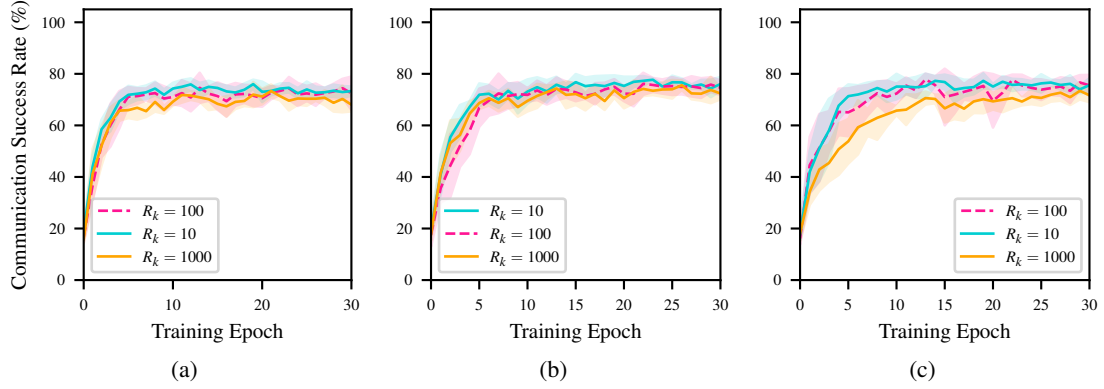 Communication Success Rate (%)
100
80
60
40
20
0
R_k = 100
R_k = 10
R_k = 1000
0 10 20 30
Training Epoch
(a)
100
80
60
40
20
0
R_k = 10
R_k = 100
R_k = 1000
0 5 10 15 20 25 30
Training Epoch
(b)
100
80
60
40
20
0
R_k = 100
R_k = 10
R_k = 1000
0 5 10 15 20 25 30
Training Epoch
(c)